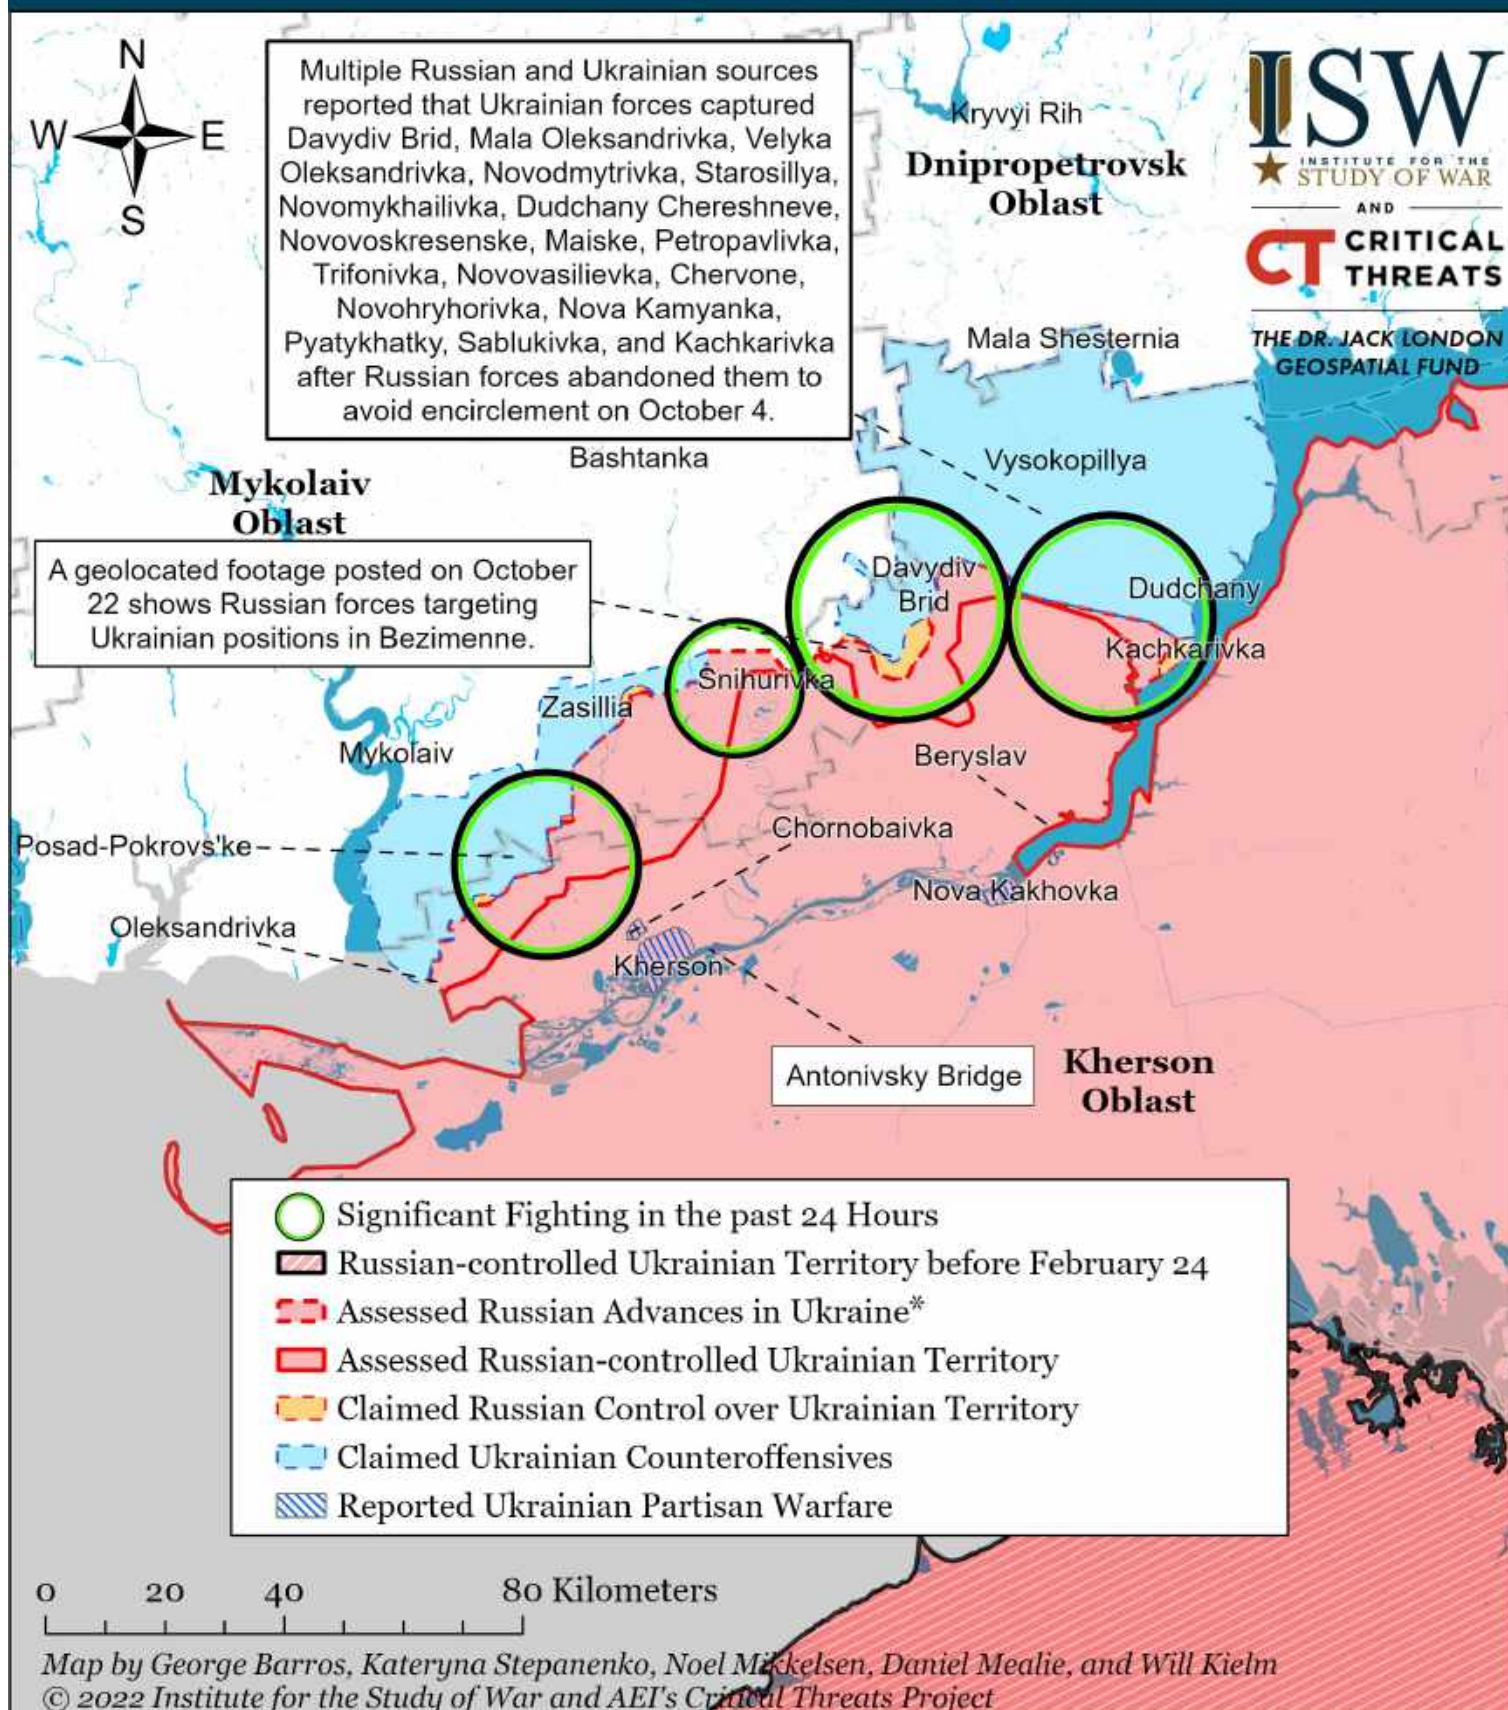 N
W
E
S
Multiple Russian and Ukrainian sources
reported that Ukrainian forces captured
Davydiv Brid, Mala Oleksandrivka, Velyka
Oleksandrivka, Novodmytrivka, Starosillya,
Novomykhailivka, Dudchany Chereshneve,
Novovoskresenske, Maiske, Petropavlivka,
Trifonivka, Novovasilievka, Chervone,
Novohryhorivka, Nova Kamyanka,
Pyatykhatky, Sablukivka, and Kachkarivka
after Russian forces abandoned them to
avoid encirclement on October 4.
Kryvyi Rih
Dnipropetrovsk
Oblast
ISW
INSTITUTE FOR THE
STUDY OF WAR
AND
CT CRITICAL
THREATS
THE DR. JACK LONDON
GEOSPATIAL FUND
Mala Shesternia
Bashtanka
Vysokopillya
Mykolaiv
Oblast
A geolocated footage posted on October
22 shows Russian forces targeting
Ukrainian positions in Bezimenne.
Davydiv
Brid
Dudchany
Kachkarivka
Snihurivka
Zasillia
Mykolaiv
Beryslav
Chornobaivka
Posad-Pokrovs'ke
Nova Kakhovka
Oleksandrivka
Kherson
Antonivsky Bridge
Kherson
Oblast
Significant Fighting in the past 24 Hours
Russian-controlled Ukrainian Territory before February 24
Assessed Russian Advances in Ukraine*
Assessed Russian-controlled Ukrainian Territory
Claimed Russian Control over Ukrainian Territory
Claimed Ukrainian Counteroffensives
Reported Ukrainian Partisan Warfare
0 20 40 80 Kilometers
Map by George Barros, Kateryna Stepanenko, Noel Mikkelsen, Daniel Mealie, and Will Kielm
© 2022 Institute for the Study of War and AEI's Critical Threats Project